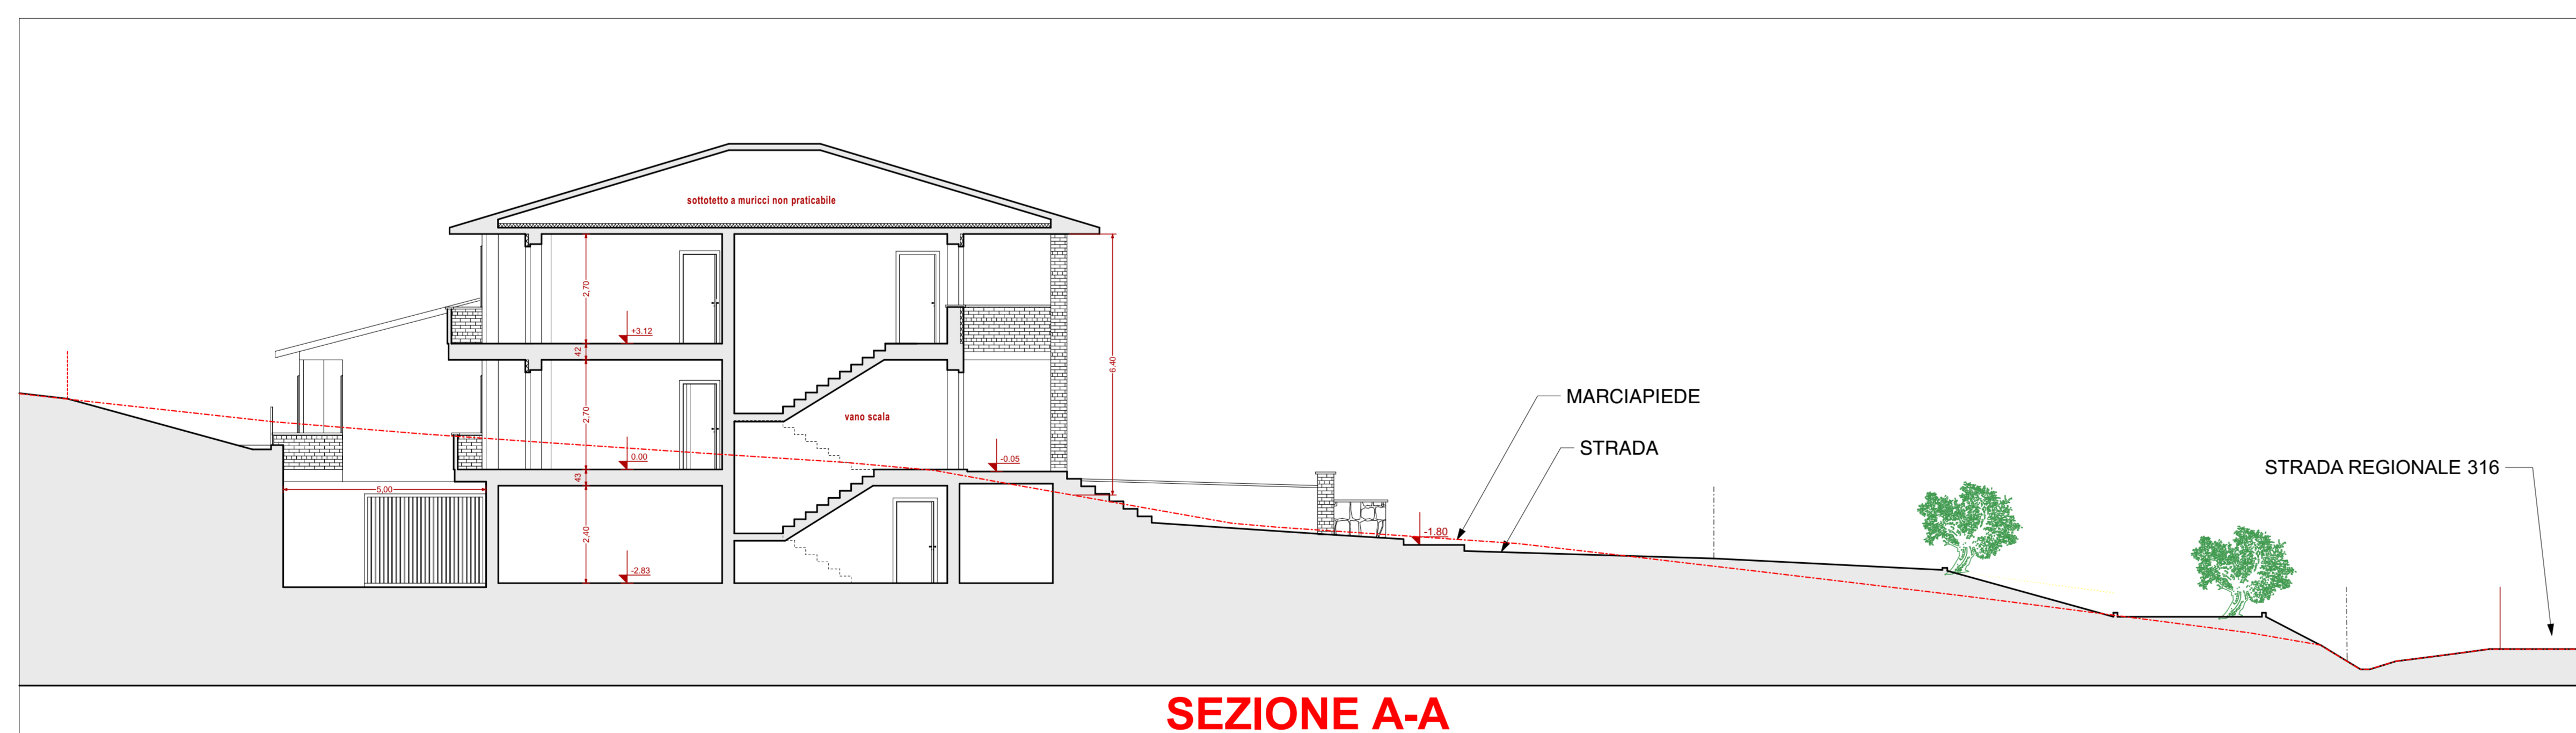 sottotetto a muricci non praticabile
2,70
+3.12
42
6.40
MARCIAPIEDE
2,70
vano scala
STRADA
0.00
-0.05
STRADA REGIONALE 316
43
5,00
2,40
-1.80
-2.83
SEZIONE A-A